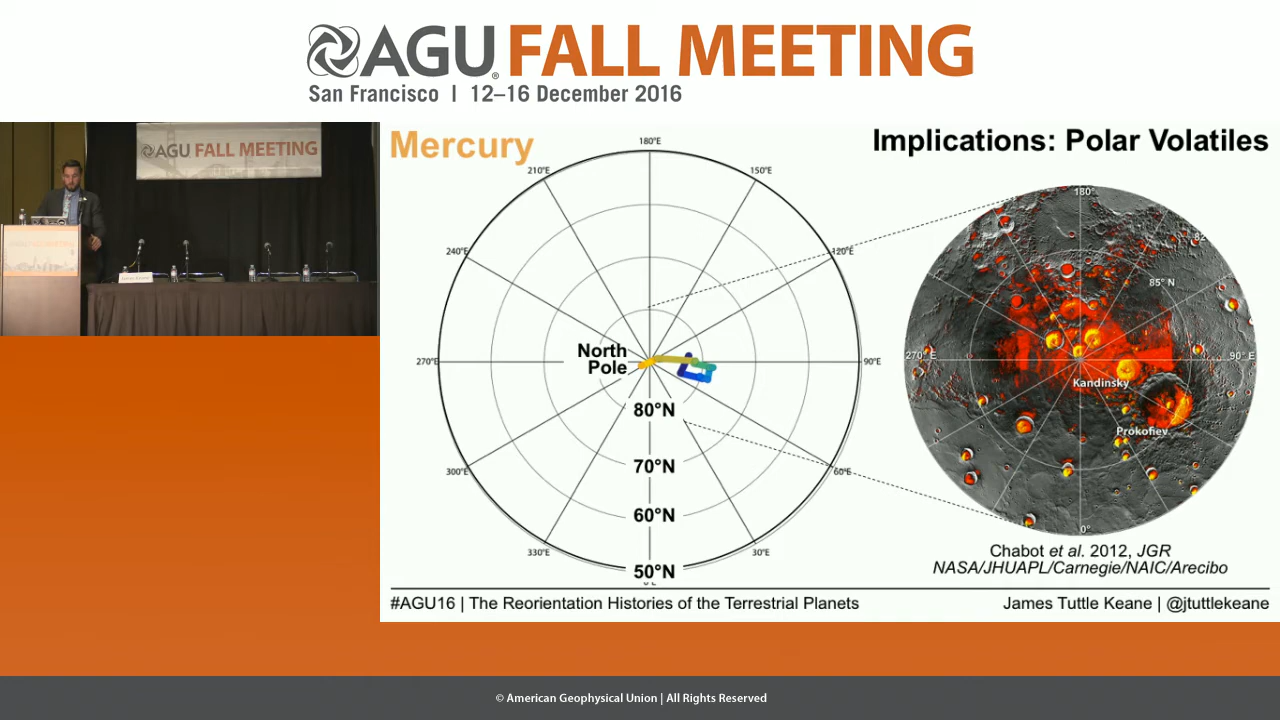 AGU® FALL MEETING
San Francisco | 12–16 December 2016
AGU FALL MEETING
Mercury
Implications: Polar Volatiles
180°E
210°E
150°E
240°E
120°E
270°E
90°E
300°E
60°E
330°E
30°E
North
Pole
80°N
70°N
60°N
50°N
180°
85° N
270° E
90° E
Kandinsky
Prokofiev
0°
Chabot et al. 2012, JGR
NASA/JHUAPL/Carnegie/NAIC/Arecibo
#AGU16 | The Reorientation Histories of the Terrestrial Planets
James Tuttle Keane | @jtuttlekeane
© American Geophysical Union | All Rights Reserved